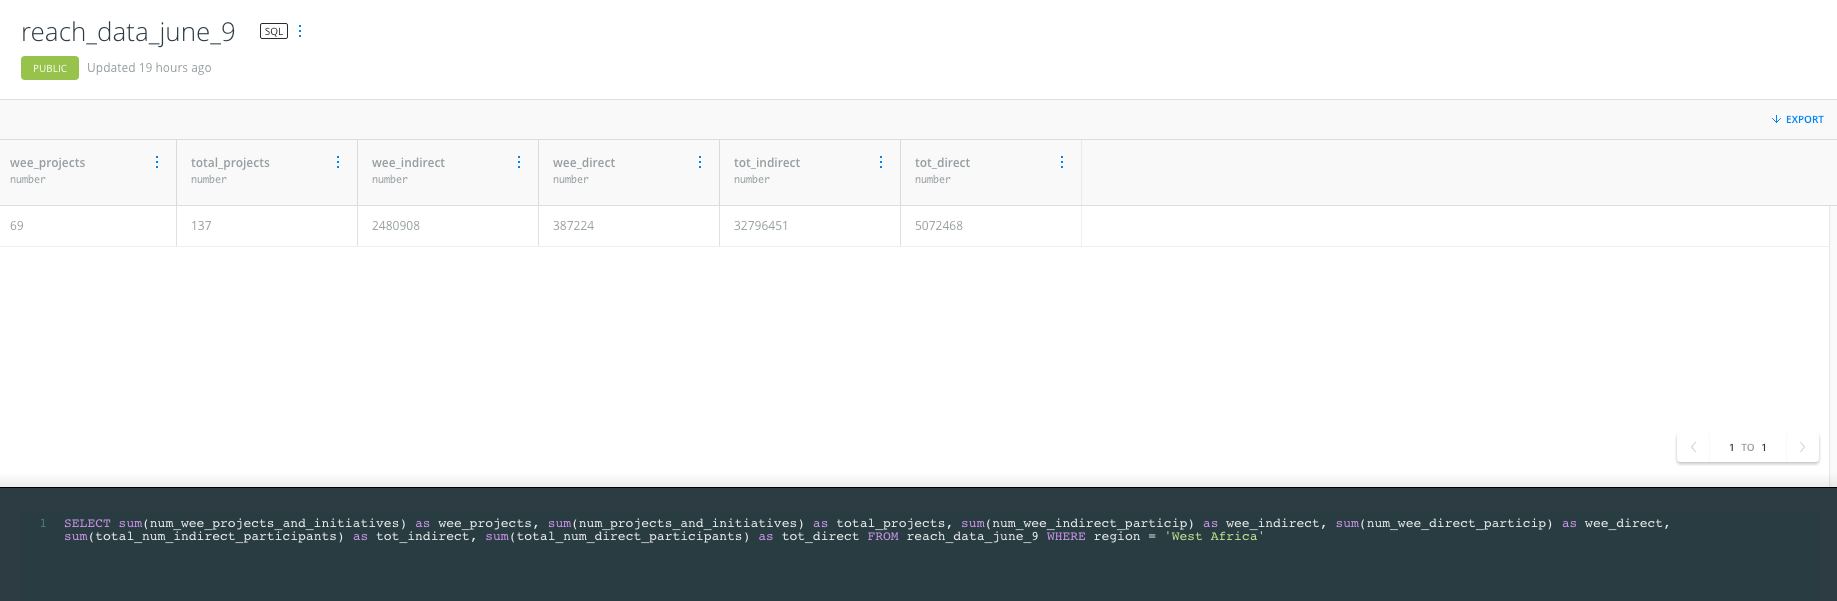 reach_data_june_9 SQL
PUBLIC Updated 19 hours ago
EXPORT
wee_projects total_projects wee_indirect wee_direct tot_indirect tot_direct
number number number number number number
69 137 2480908 387224 32796451 5072468
1 TO 1
1 SELECT sum(num_wee_projects_and_initiatives) as wee_projects, sum(num_projects_and_initiatives) as total_projects, sum(num_wee_indirect_particip) as wee_indirect, sum(num_wee_direct_particip) as wee_direct,
sum(total_num_indirect_participants) as tot_indirect, sum(total_num_direct_participants) as tot_direct FROM reach_data_june_9 WHERE region = 'West Africa'